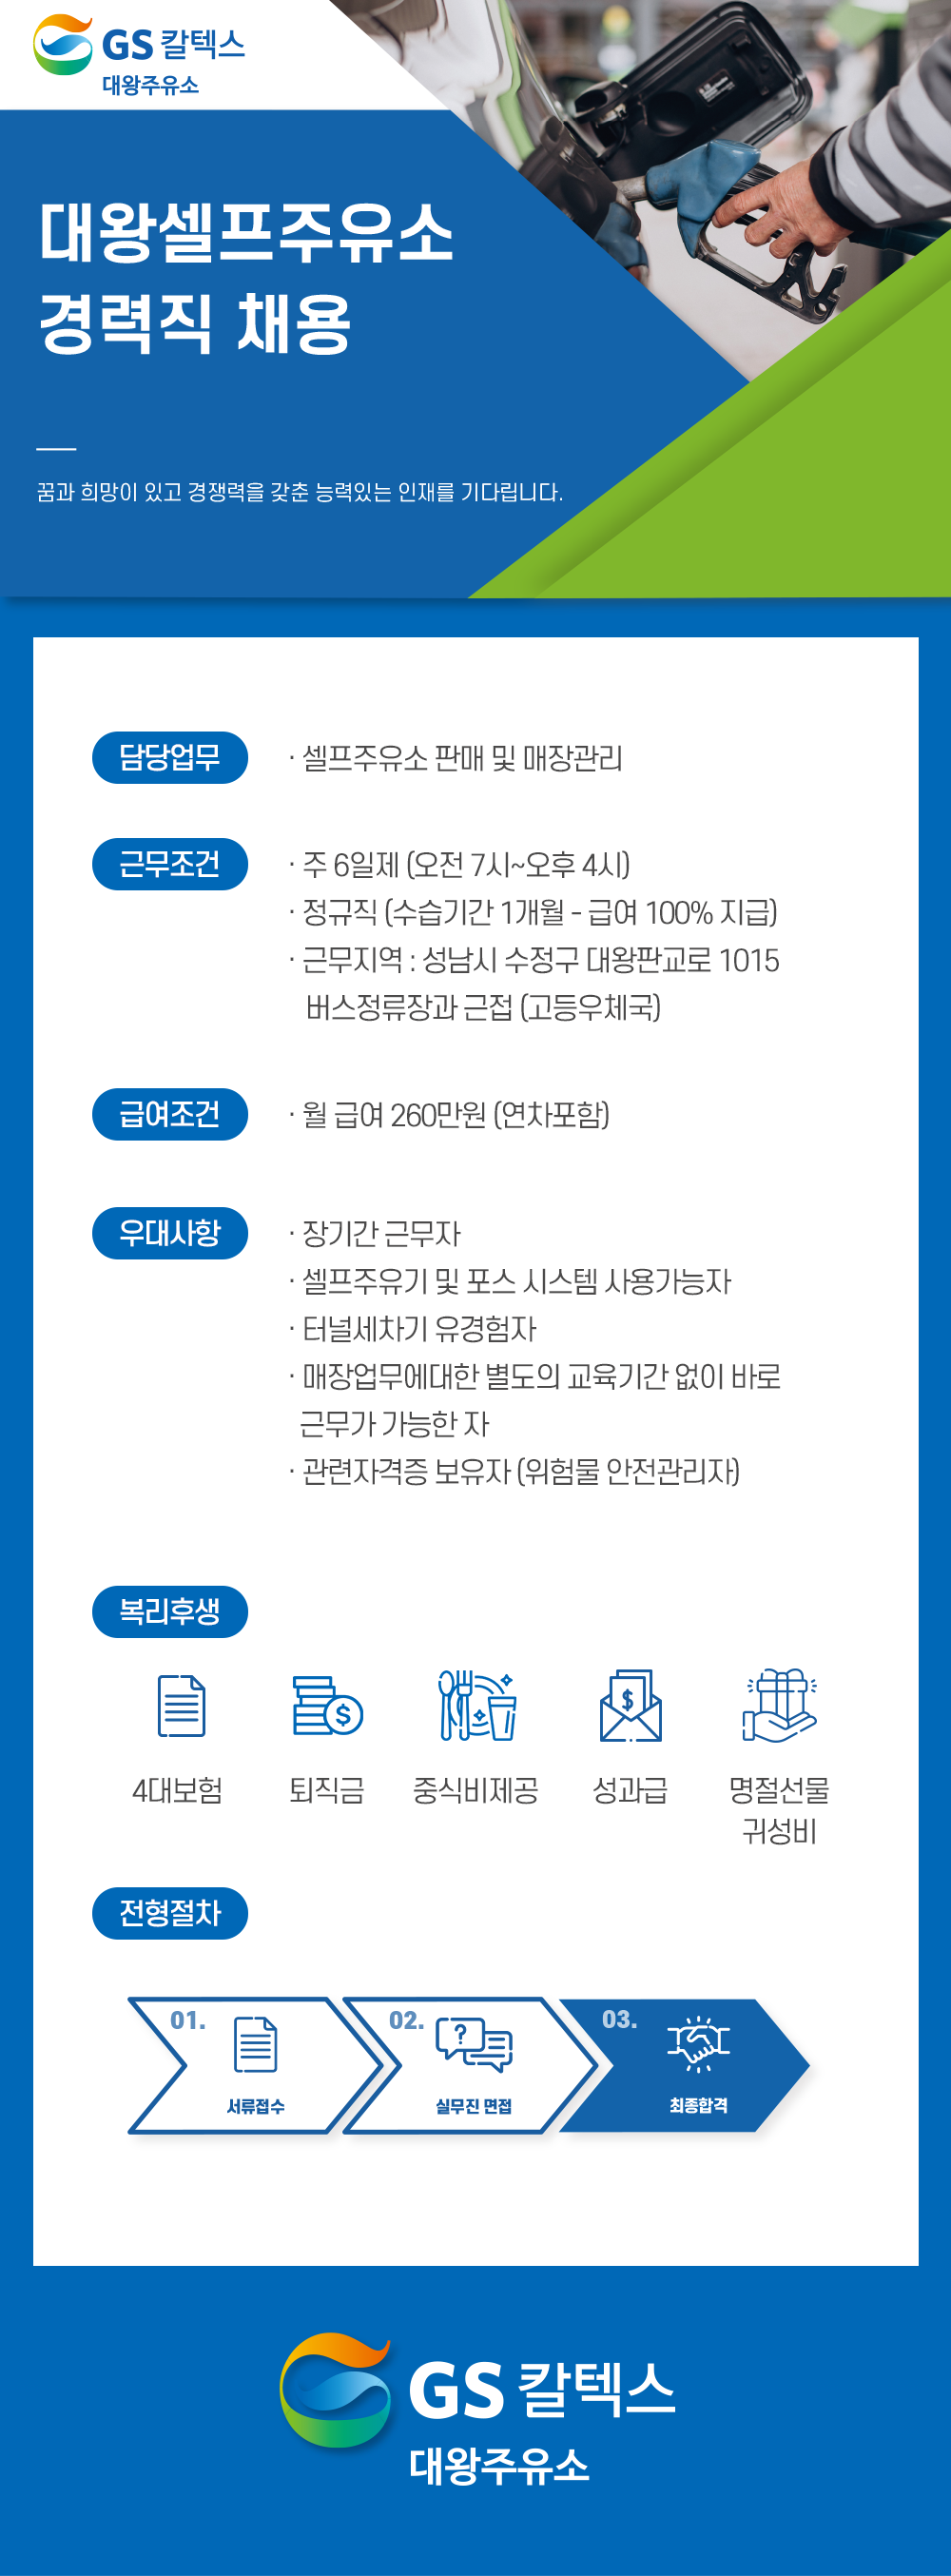 GS 칼텍스
대왕주유소
대왕셀프주유소
경력직 채용
꿈과 희망이 있고 경쟁력을 갖춘 능력있는 인재를 기다립니다.
담당업무
· 셀프주유소 판매 및 매장관리
근무조건
· 주 6일제 (오전 7시~오후 4시)
· 정규직 (수습기간 1개월 - 급여 100% 지급)
· 근무지역 : 성남시 수정구 대왕판교로 1015
버스정류장과 근접 (고등우체국)
급여조건
· 월 급여 260만원 (연차포함)
우대사항
· 장기간 근무자
· 셀프주유기 및 포스 시스템 사용가능자
· 터널세차기 유경험자
· 매장업무에대한 별도의 교육기간 없이 바로
근무가 가능한 자
· 관련자격증 보유자 (위험물 안전관리자)
복리후생
4대보험
퇴직금
중식비제공
성과급
명절선물
귀성비
전형절차
01.
서류접수
02.
실무진 면접
03.
최종합격
GS 칼텍스
대왕주유소